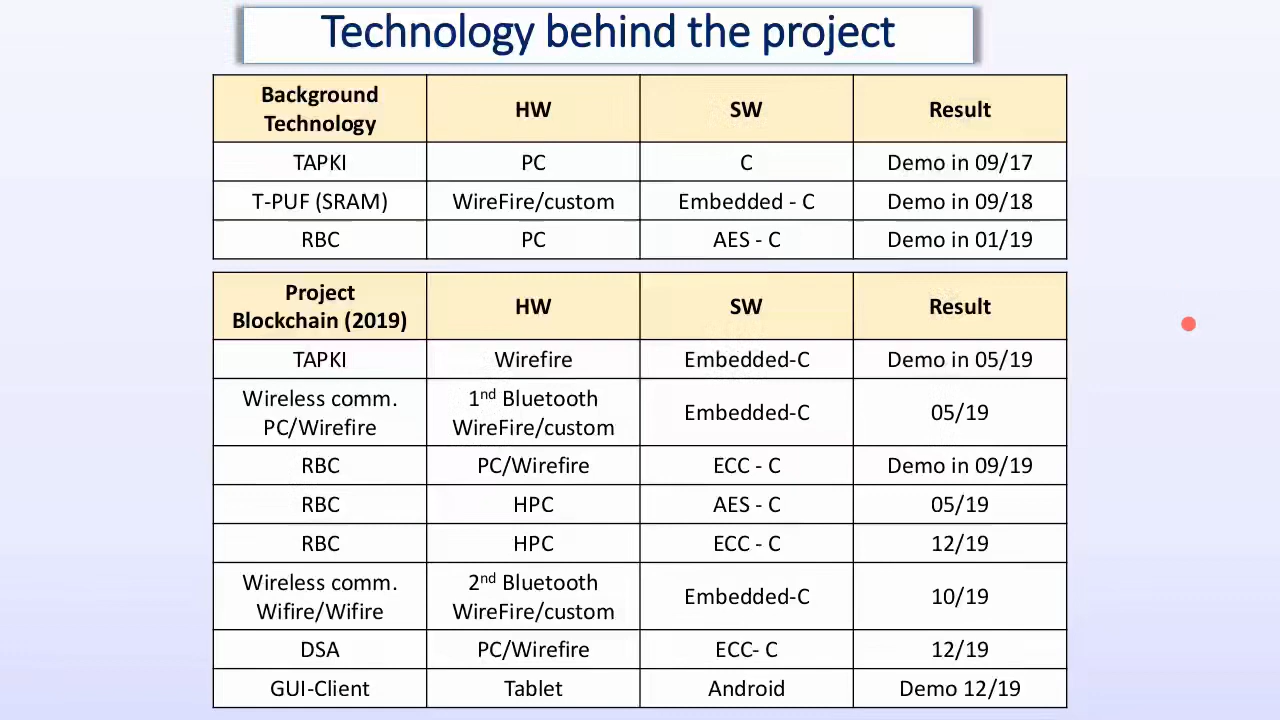 Technology behind the project
Background
Technology
HW
SW
Result
TAPKI
PC
C
Demo in 09/17
T-PUF (SRAM)
WireFire/custom
Embedded - C
Demo in 09/18
RBC
PC
AES - C
Demo in 01/19
Project
Blockchain (2019)
HW
SW
Result
TAPKI
Wirefire
Embedded-C
Demo in 05/19
Wireless comm.
PC/Wirefire
1nd Bluetooth
WireFire/custom
Embedded-C
05/19
RBC
PC/Wirefire
ECC - C
Demo in 09/19
RBC
HPC
AES - C
05/19
RBC
HPC
ECC - C
12/19
Wireless comm.
Wifire/Wifire
2nd Bluetooth
WireFire/custom
Embedded-C
10/19
DSA
PC/Wirefire
ECC- C
12/19
GUI-Client
Tablet
Android
Demo 12/19